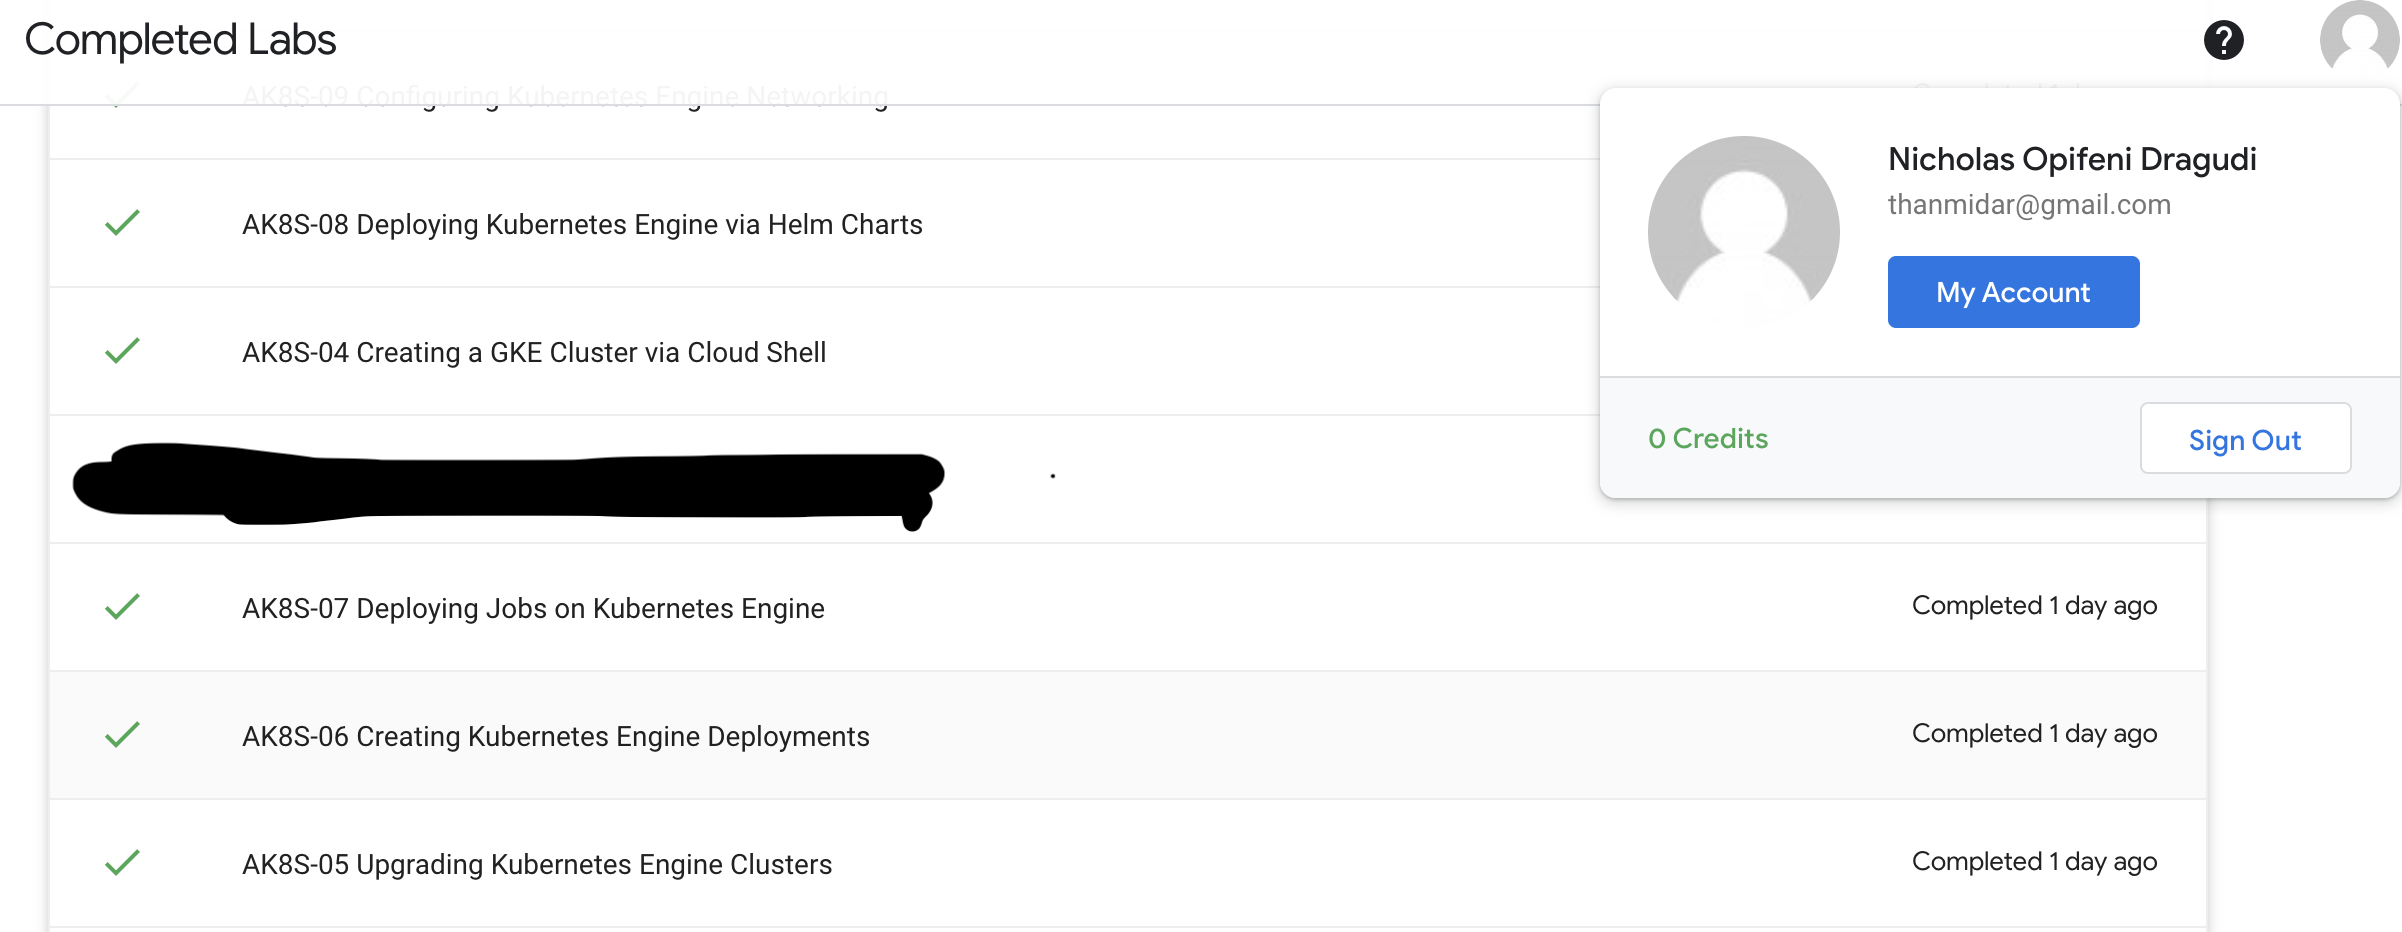 Completed Labs
AK8S-09 Configuring Kubernetes Engine Networking
Nicholas Opifeni Dragudi
thanmidar@gmail.com
My Account
0 Credits
Sign Out
AK8S-08 Deploying Kubernetes Engine via Helm Charts
AK8S-04 Creating a GKE Cluster via Cloud Shell
AK8S-07 Deploying Jobs on Kubernetes Engine
Completed 1 day ago
AK8S-06 Creating Kubernetes Engine Deployments
Completed 1 day ago
AK8S-05 Upgrading Kubernetes Engine Clusters
Completed 1 day ago